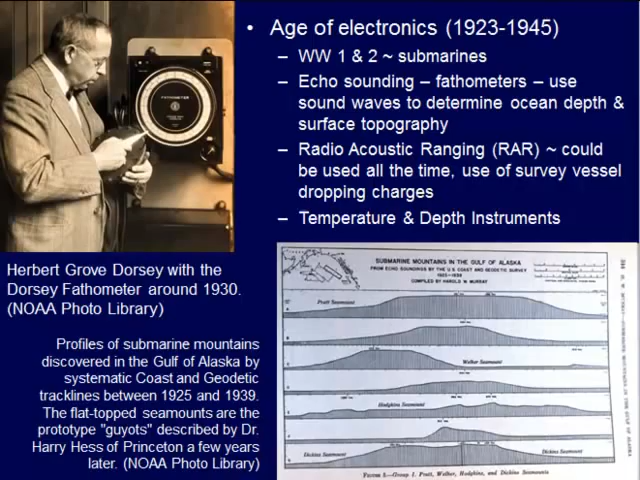 • Age of electronics (1923-1945)
– WW 1 & 2 ~ submarines
– Echo sounding – fathometers – use
sound waves to determine ocean depth &
surface topography
– Radio Acoustic Ranging (RAR) ~ could
be used all the time, use of survey vessel
dropping charges
– Temperature & Depth Instruments
FATHOMETER
Herbert Grove Dorsey with the
Dorsey Fathometer around 1930.
(NOAA Photo Library)
Profiles of submarine mountains
discovered in the Gulf of Alaska by
systematic Coast and Geodetic
tracklines between 1925 and 1939.
The flat-topped seamounts are the
prototype "guyots" described by Dr.
Harry Hess of Princeton a few years
later. (NOAA Photo Library)
SUBMARINE MOUNTAINS IN THE GULF OF ALASKA
FROM ECHO SOUNDINGS BY THE U.S. COAST AND GEODETIC SURVEY
COMPILED BY HAROLD W. MURRAY
Pratt Seamount
Walker Seamount
Hodgkins Seamount
Dickins Seamount
Dickins Seamount
Group I. Pratt, Walker, Hodgkins, and Dickins Seamounts